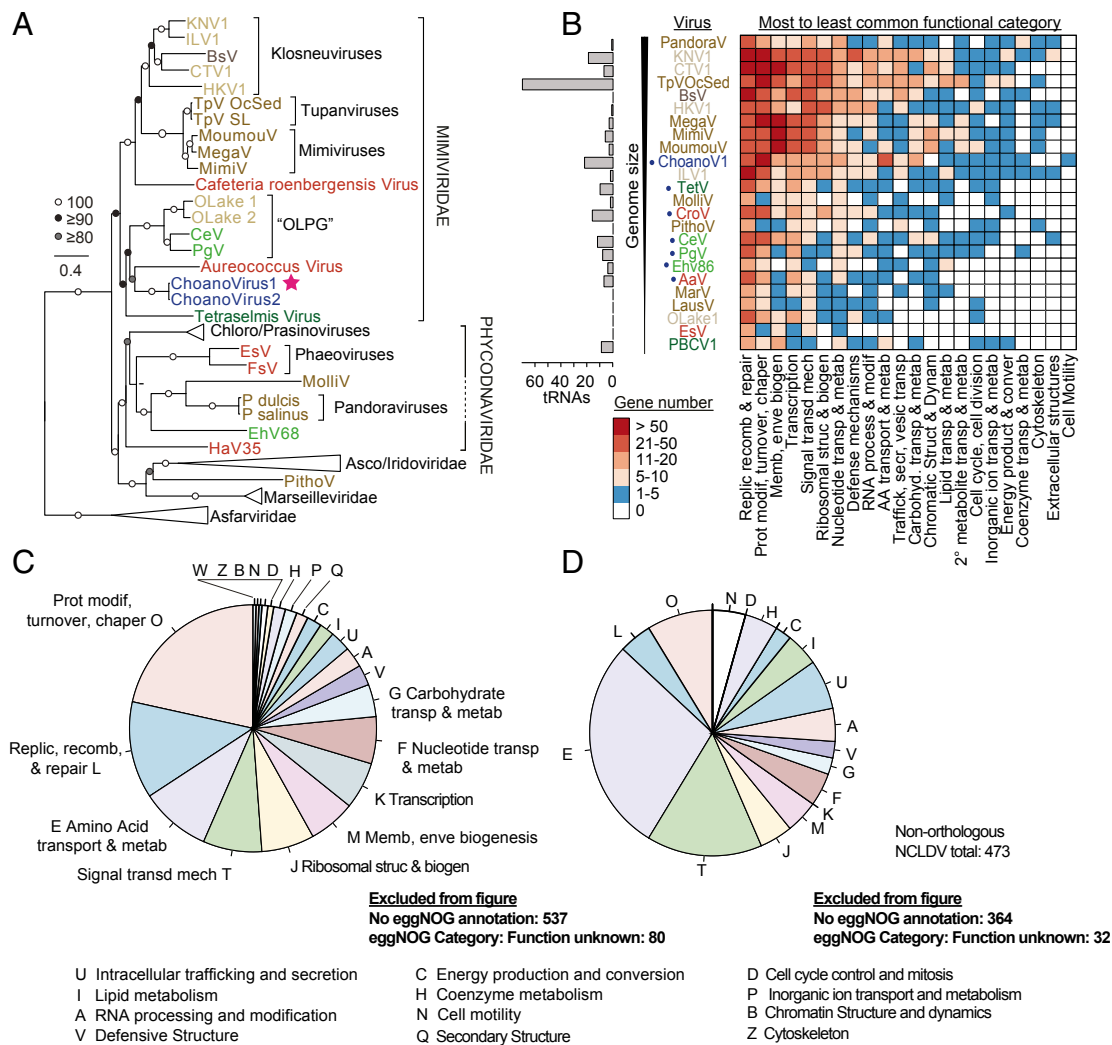 A
KNV1
ILV1
BsV
CTV1
HKV1
Klosneuviruses
TpV OcSed
TpV SL
Tupanviruses
MoumouV
MegaV
MimiV
Mimiviruses
Cafeteria roenbergensis Virus
OLake 1
OLake 2
CeV
PgV
“OLPG”
Aureococcus Virus
ChoanoVirus1
ChoanoVirus2
Tetraselmis Virus
MIMIVIRIDAE
100
≥90
≥80
0.4
Chloro/Prasinoviruses
EsV
FsV
Phaeoviruses
MolliV
P dulcis
P salinus
Pandoraviruses
EhV68
HaV35
PHYCODNAVIRIDAE
Asco/Iridoviridae
PithoV
Marseilleviridae
Asfarviridae
B
Virus
Most to least common functional category
PandoraV
KNV1
CTV1
TpVOcSed
BsV
HKV1
MegaV
MimiV
MoumouV
ChoanoV1
ILV1
TetV
MolliV
CroV
PithoV
CeV
PgV
Ehv86
AaV
MarV
LausV
OLake1
EsV
PBCV1
Genome size
60 40 20 0
tRNAs
Gene number
> 50
21-50
11-20
5-10
1-5
0
Replic recomb & repair
Prot modif, turnover, chaper
Memb, enve biogen
Transcription
Signal transd mech
Ribosomal struc & biogen
Nucleotide transp & metab
Defense mechanisms
RNA process & modif
AA transport & metab
Traffick, secr, vesic transp
Carbohyd. transp & metab
Chromatic Struct & Dynam
Lipid transp & metab
2° metabolite transp & metab
Cell cycle, cell division
Inorganic ion transp & metab
Energy product & conver
Coenzyme transp & metab
Cytoskeleton
Extracellular structures
Cell Motility
C
W Z B N D H P Q
C
I
U
A
V
G Carbohydrate
transp & metab
F Nucleotide transp
& metab
K Transcription
M Memb, enve biogenesis
J Ribosomal struc & biogen
Signal transd mech T
E Amino Acid
transport & metab
Replic, recomb,
& repair L
Prot modif,
turnover, chaper O
Excluded from figure
No eggNOG annotation: 537
eggNOG Category: Function unknown: 80
D
N
D
H
C
I
U
A
V
G
F
K
M
J
T
E
L
O
Non-orthologous
NCLDV total: 473
Excluded from figure
No eggNOG annotation: 364
eggNOG Category: Function unknown: 32
U Intracellular trafficking and secretion
I Lipid metabolism
A RNA processing and modification
V Defensive Structure
C Energy production and conversion
H Coenzyme metabolism
N Cell motility
Q Secondary Structure
D Cell cycle control and mitosis
P Inorganic ion transport and metabolism
B Chromatin Structure and dynamics
Z Cytoskeleton